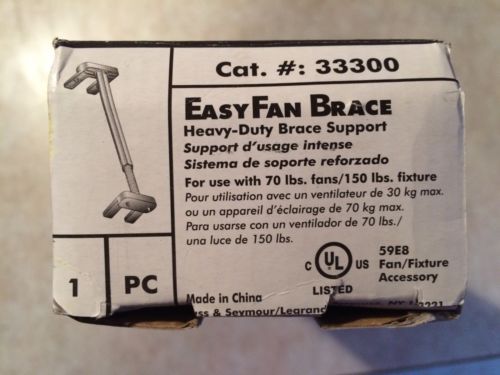 Cat. #: 33300
EASYFAN BRACE
Heavy-Duty Brace Support
Support d'usage intense
Sistema de soporte reforzado
For use with 70 lbs. fans/150 lbs. fixture
Pour utilisation avec un ventilateur de 30 kg max.
ou un appareil d'éclairage de 70 kg max.
Para usarse con un ventilador de 70 lbs./
una luce de 150 lbs.
1 PC
C UL US
LISTED
59E8
Fan/Fixture
Accessory
Made in China
& Seymour/Legrand